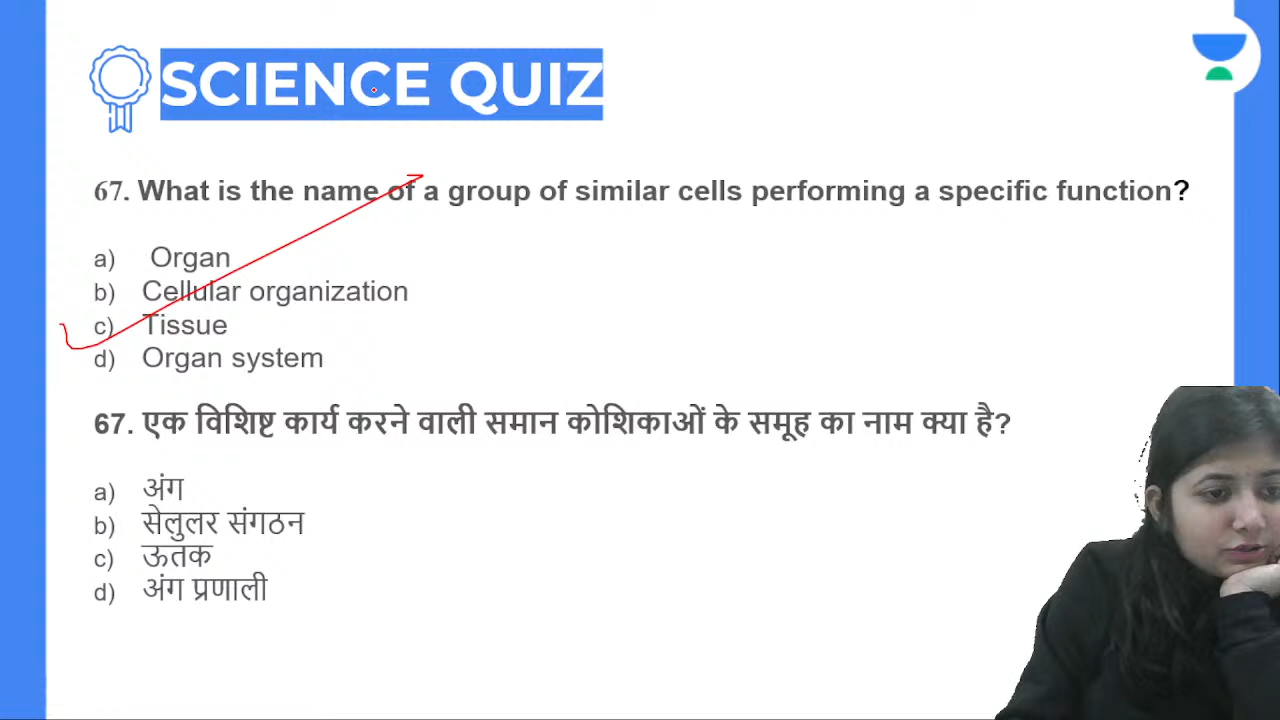 SCIENCE QUIZ
67. What is the name of a group of similar cells performing a specific function?
a) Organ
b) Cellular organization
c) Tissue
d) Organ system
67. एक विशिष्ट कार्य करने वाली समान कोशिकाओं के समूह का नाम क्या है?
a) अंग
b) सेलुलर संगठन
c) ऊतक
d) अंग प्रणाली